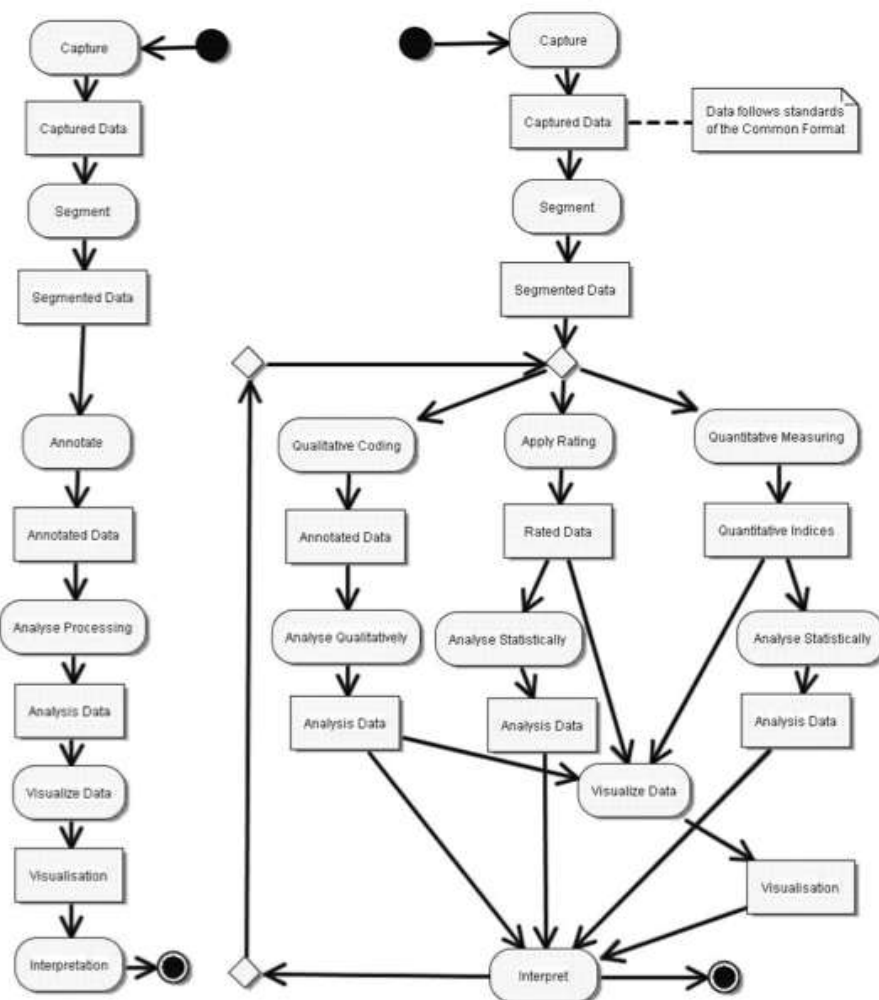 Capture
Captured Data
Segment
Segmented Data
Annotate
Annotated Data
Analyse Processing
Analysis Data
Visualize Data
Visualisation
Interpretation
Capture
Captured Data
Data follows standards
of the Common Format
Segment
Segmented Data
Qualitative Coding
Apply Rating
Quantitative Measuring
Annotated Data
Rated Data
Quantitative Indices
Analyse Qualitatively
Analyse Statistically
Analyse Statistically
Analysis Data
Analysis Data
Analysis Data
Visualize Data
Visualisation
Interpret